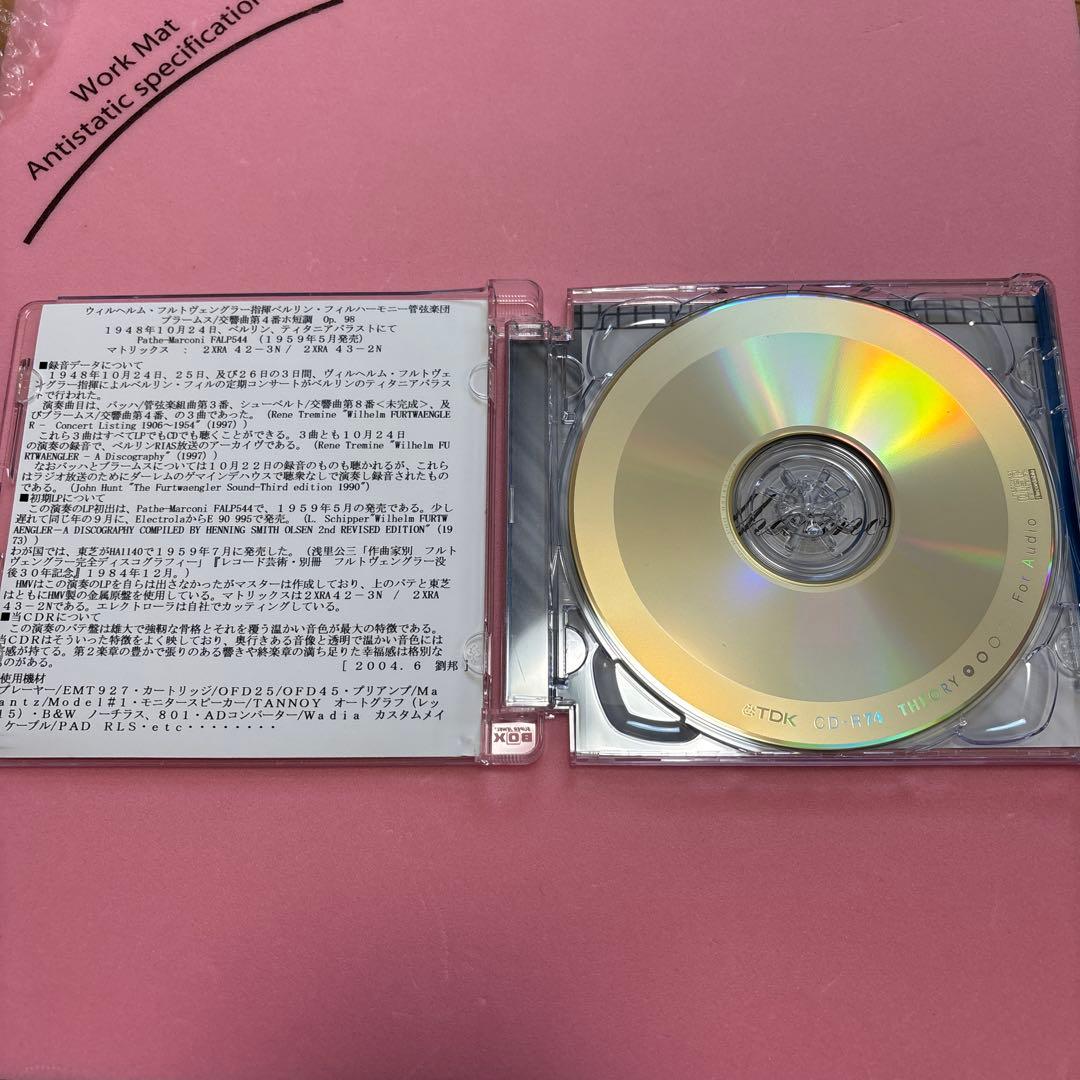 Work Mat
Antistatic specification
ウィルヘルム・フルトヴェングラー指揮ベルリン・フィルハーモニー管弦楽団
ブラームス/交響曲第4番ホ短調 Op. 98
1948年10月24日、ベルリン、ティタニアパラストにて
Pathe-Marconi FALP544 (1959年5月発売)
マトリックス : 2XRA 42-3N / 2XRA 43-2N
■録音データについて
1948年10月24日、25日、及び26日の3日間、ヴィルヘルム・フルトヴェ
ングラー指揮によルベルリン・フィルの定期コンサートがベルリンのティタニアパラス
トで行われた。
演奏曲目は、バッハ/管弦楽組曲第3番、シューベルト/交響曲第8番<未完成>、及
びブラームス/交響曲第4番、の3曲であった。 (Rene Tremine "Wilhelm FURTWAENGLE
R - Concert Listing 1906~1954" (1997) )
これら3曲はすべてLPでもCDでも聴くことができる。3曲とも10月24日
の演奏の録音で、ベルリンRIAS放送のアーカイヴである。 (Rene Tremine "Wilhelm FU
RTWAENGLER - A Discography" (1997) )
なおバッハとブラームスについては10月22日の録音のものも聴かれるが、これら
はラジオ放送のためにダーレムのゲマインデハウスで聴衆なしで演奏し録音されたもの
である。 (John Hunt "The Furtwaengler Sound-Third edition 1990")
■初期LPについて
この演奏のLP初出は、Pathe-Marconi FALP544で、1959年5月の発売である。少し
遅れて同じ年の9月に、ElectrolaからE 90 995で発売。 (L. Schipper"Wilhelm FURTW
ÄENGLER-A DISCOGRAPHY COMPILED BY HENNING SMITH OLSEN 2nd REVISED EDITION" (19
73) )
わが国では、東芝がHA1140で1959年7月に発売した。 (浅里公三「作曲家別 フルト
ヴェングラー完全ディスコグラフィー」『レコード芸術・別冊 フルトヴェングラー没
後30年記念』1984年12月。)
HMVはこの演奏のLPを自らは出さなかったがマスターは作成しており、上のパテと東芝
はともにHMV製の金属原盤を使用している。マトリックスは2XRA42-3N / 2XRA
43-2Nである。エレクトローラは自社でカッティングしている。
■当CDRについて
この演奏のパテ盤は雄大で強靭な骨格とそれを覆う温かい音色が最大の特徴である。
当CDRはそういった特徴をよく映しており、奥行きある音像と透明で温かい音色には
好感が持てる。第2楽章の豊かで張りのある響きや終楽章の満ち足りた幸福感は格別な
ものがある。 [ 2004. 6 劉邦 ]
使用機材
プレーヤー/EMT927・カートリッジ/OFD25/OFD45・プリアンプ/Ma
rantz/Model#1・モニタースピーカー/TANNOY オートグラフ(レッ
15)・B&W ノーチラス、801・ADコンバーター/Wadia カスタムメイ
ケーブル/PAD RLS・etc・・・・・・・・
BOX
TDK CD-R74 THEORY For Audio